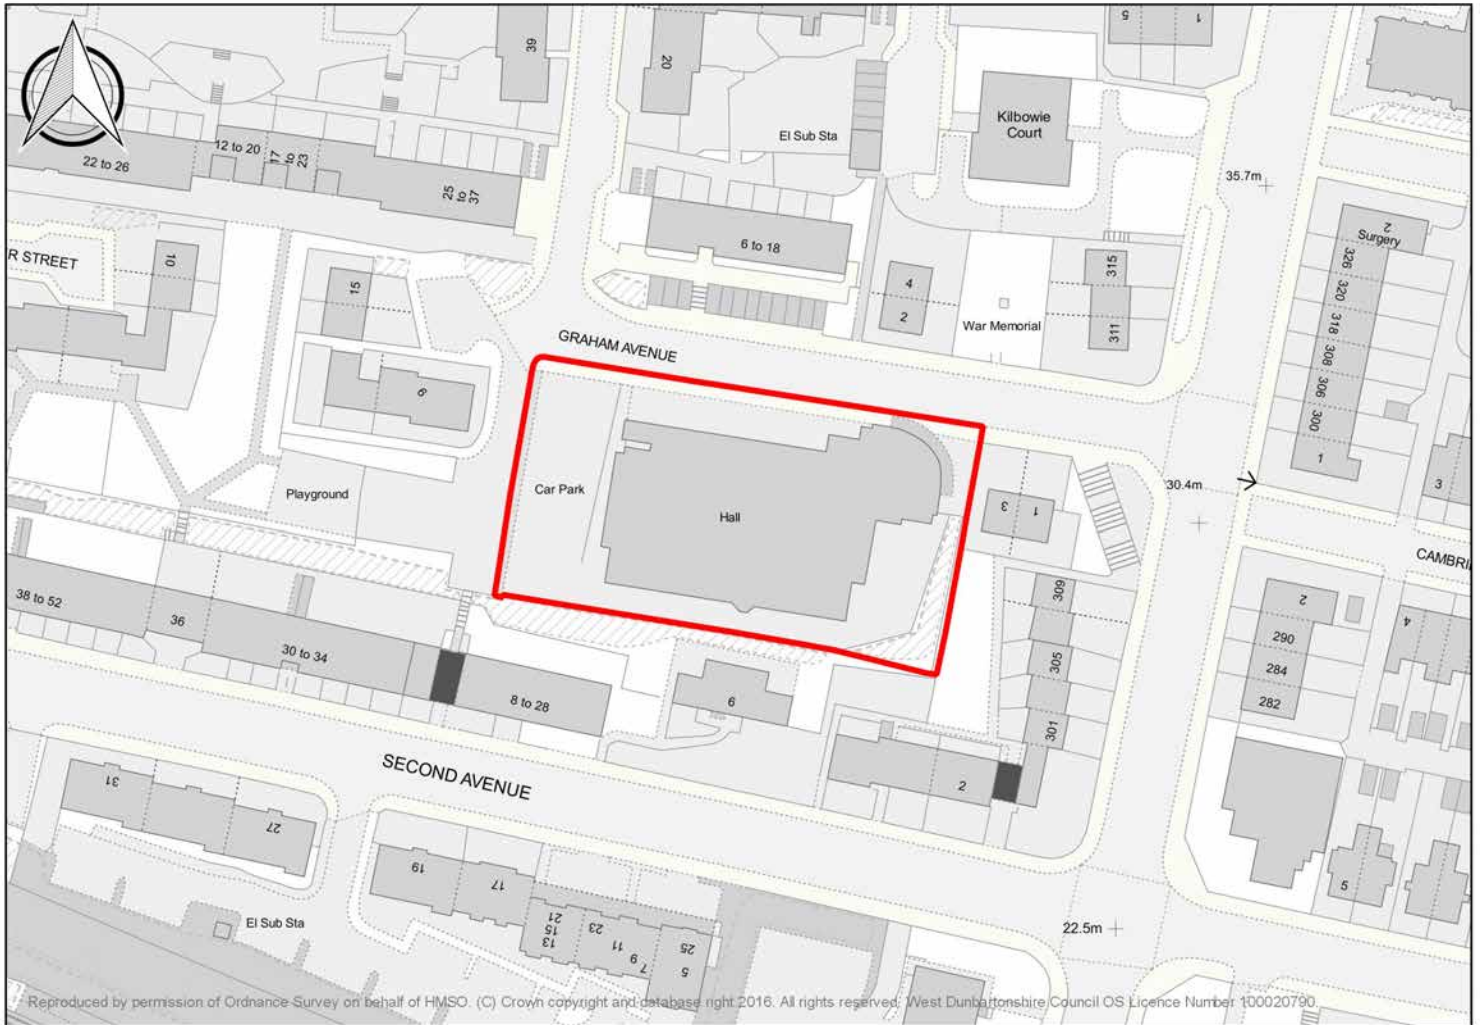 39
20
5
1
El Sub Sta
Kilbowie
Court
22 to 26
12 to 20
17
to
23
25
to
37
35.7m
2
Surgery
326
320
318
308
306
300
1
R STREET
10
15
6 to 18
4
2
315
311
War Memorial
GRAHAM AVENUE
9
Car Park
Hall
Playground
3
1
30.4m
3
CAMBRI
38 to 52
36
30 to 34
8 to 28
6
309
305
301
2
2
290
284
282
4
SECOND AVENUE
31
27
19
17
21
15
13
23
11
9
7
25
5
5
El Sub Sta
22.5m
Reproduced by permission of Ordnance Survey on behalf of HMSO. (C) Crown copyright and database right 2016. All rights reserved. West Dunbartonshire Council OS Licence Number 100020790.